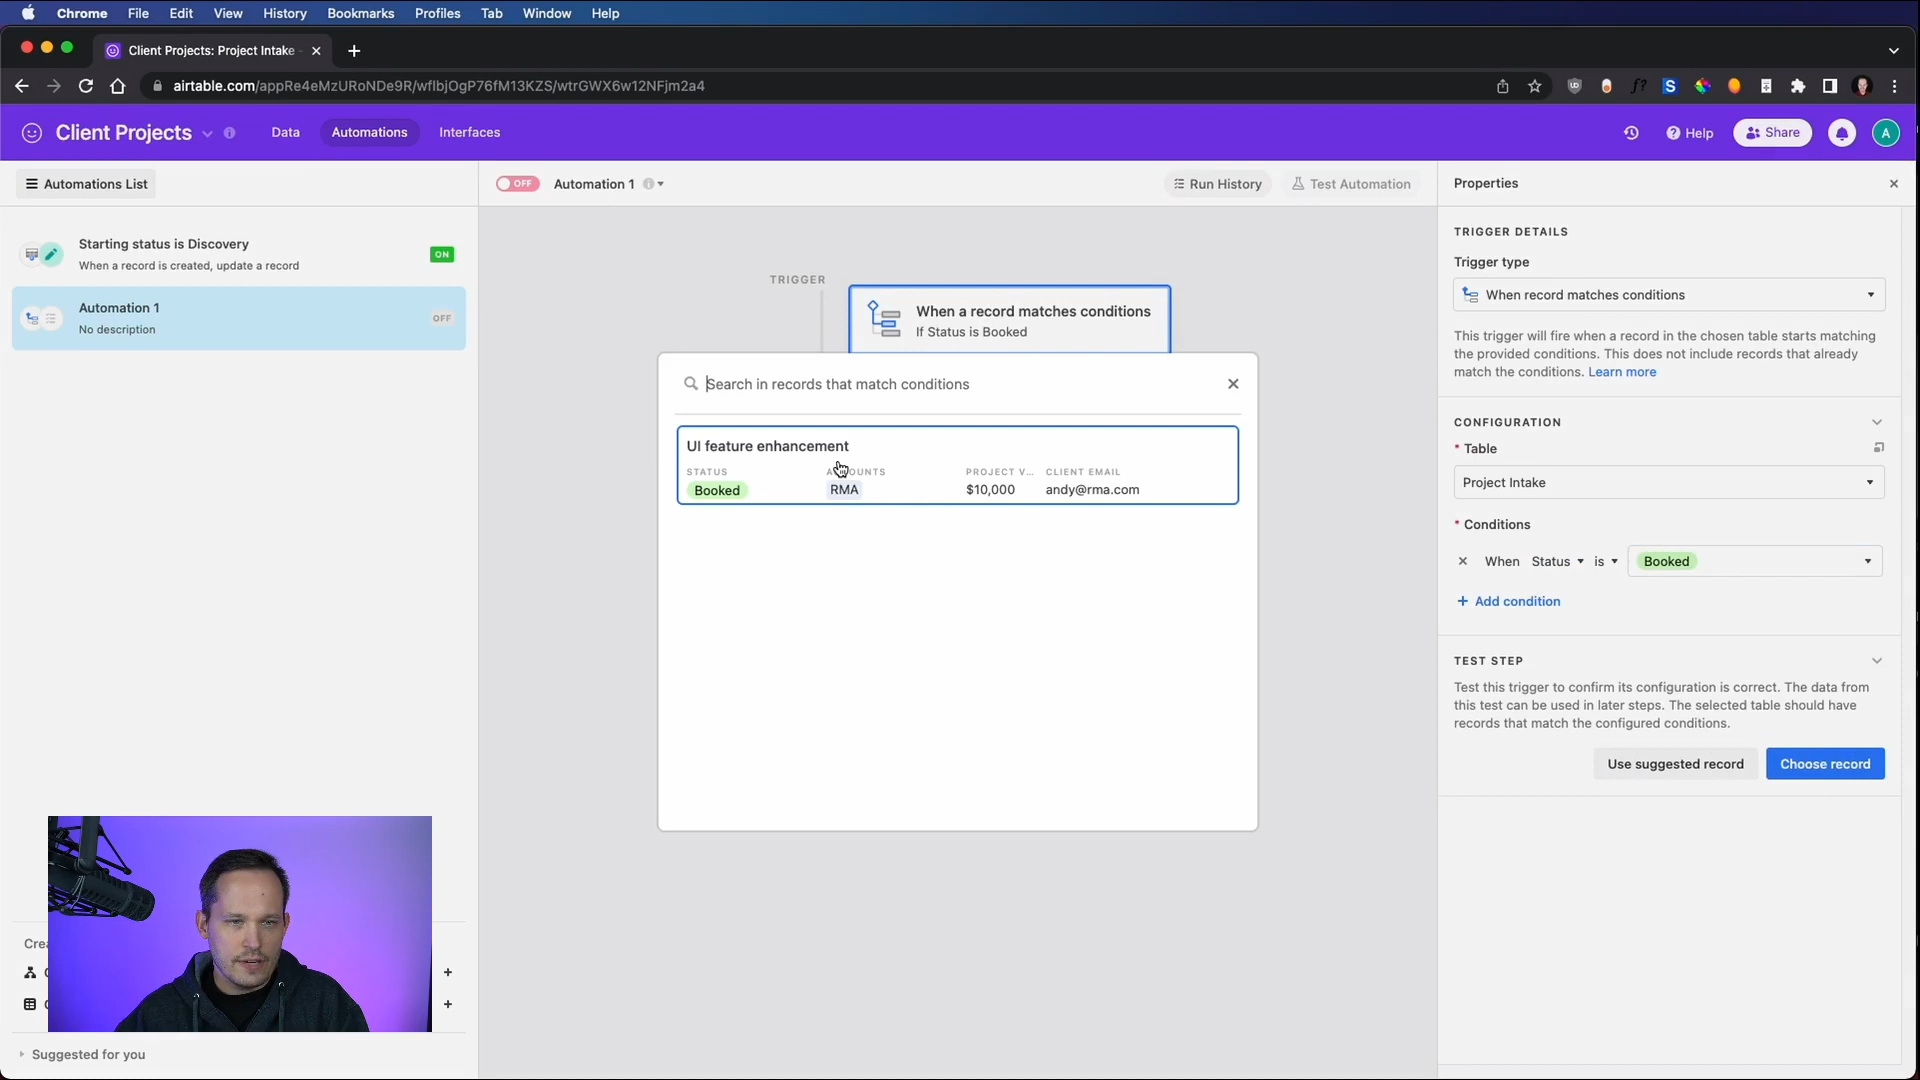 Chrome File Edit View History Bookmarks Profiles Tab Window Help
Client Projects: Project Intake
airtable.com/appRe4eMzURoNDe9R/wflbjOgP76fM13KZS/wtrGWX6w12NFjm2a4
Client Projects Data Automations Interfaces Help Share A
Automations List
OFF Automation 1 Run History Test Automation
Properties
Starting status is Discovery
When a record is created, update a record
ON
Automation 1
No description
OFF
TRIGGER
When a record matches conditions
If Status is Booked
Search in records that match conditions
UI feature enhancement
STATUS PROJECT V... CLIENT EMAIL
Booked RMA $10,000 andy@rma.com
TRIGGER DETAILS
Trigger type
When record matches conditions
This trigger will fire when a record in the chosen table starts matching
the provided conditions. This does not include records that already
match the conditions. Learn more
CONFIGURATION
* Table
Project Intake
* Conditions
When Status is Booked
+ Add condition
TEST STEP
Test this trigger to confirm its configuration is correct. The data from
this test can be used in later steps. The selected table should have
records that match the configured conditions.
Use suggested record Choose record
Suggested for you